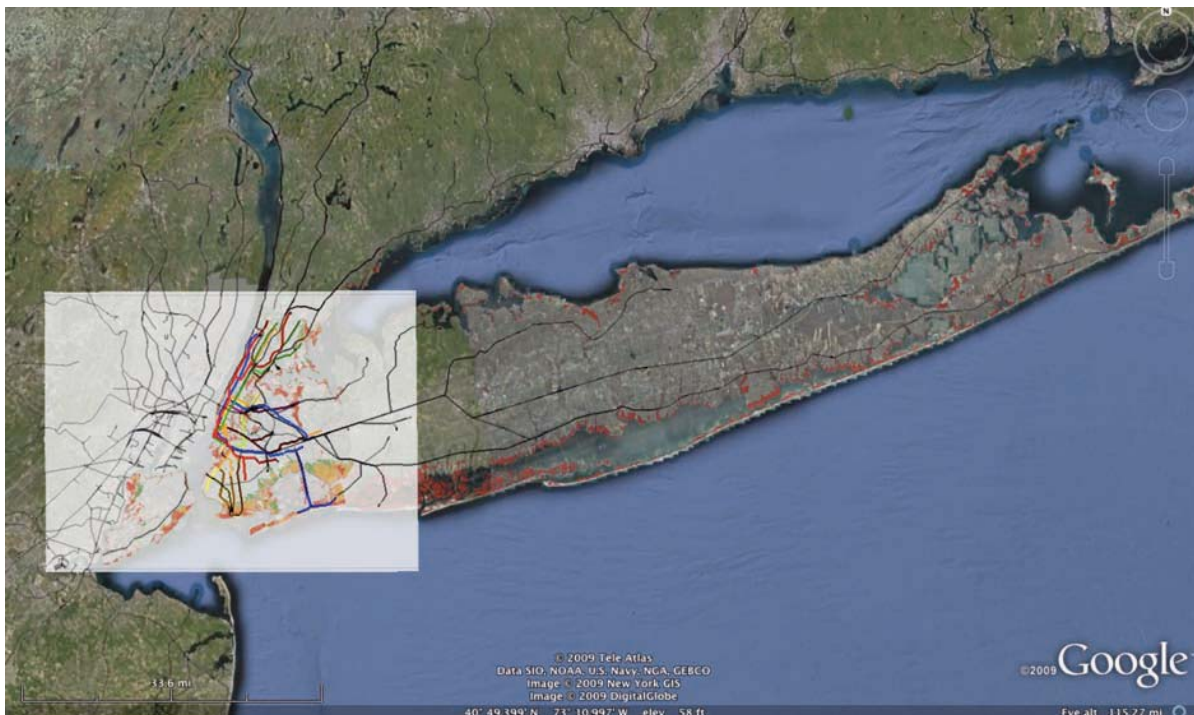 N
33.6 mi
© 2009 Tele Atlas
Data SIO, NOAA, U.S. Navy, NGA, GEBCO
Image © 2009 New York GIS
Image © 2009 DigitalGlobe
©2009 Google
40° 49.399' N 73° 10.997' W elev 58 ft
Eye alt 115.27 mi